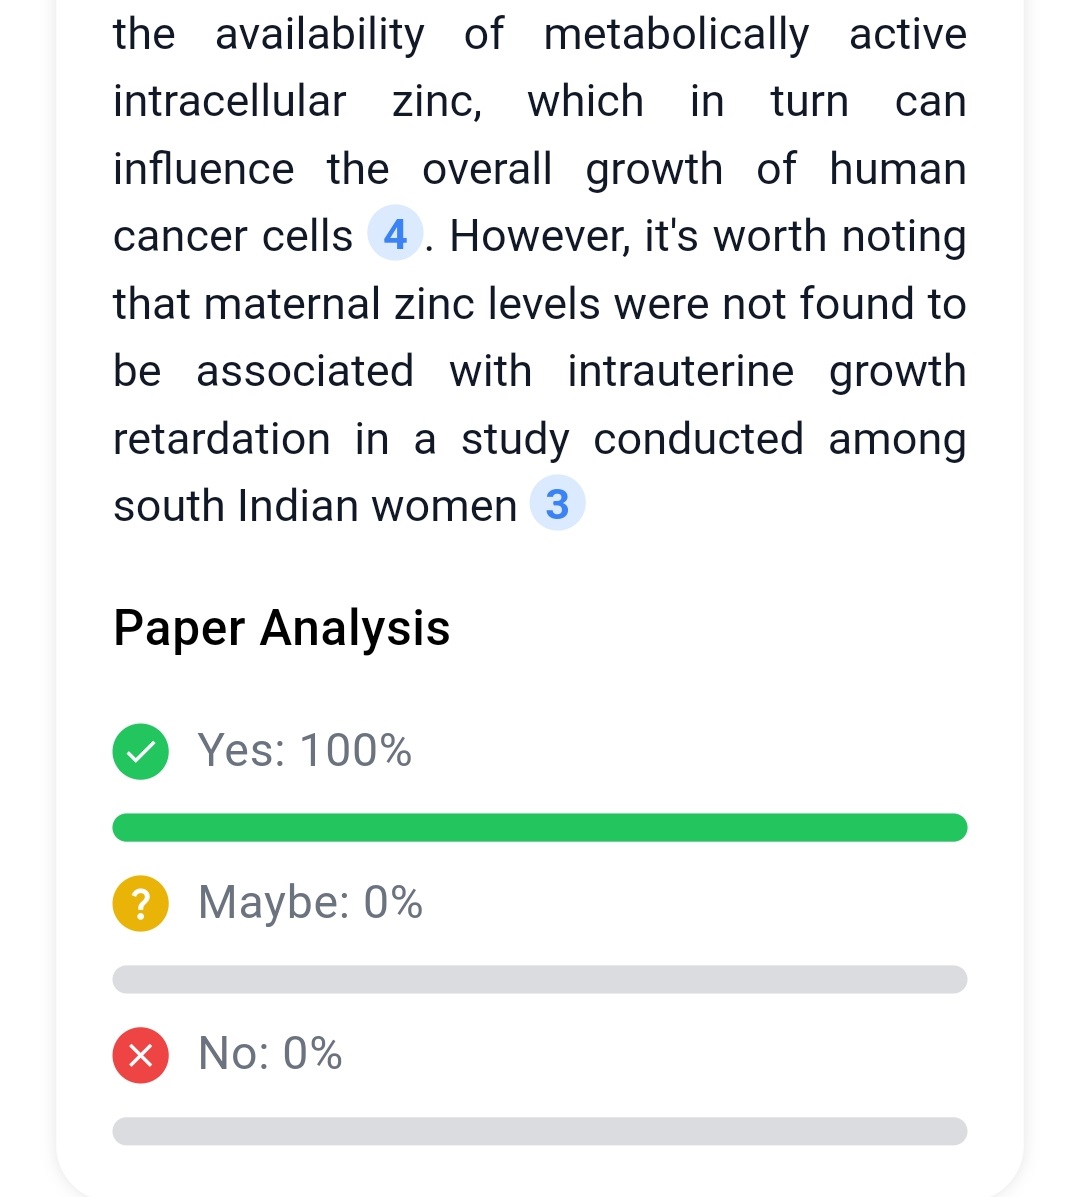 the availability of metabolically active
intracellular zinc, which in turn can
influence the overall growth of human
cancer cells 4. However, it's worth noting
that maternal zinc levels were not found to
be associated with intrauterine growth
retardation in a study conducted among
south Indian women 3
Paper Analysis
Yes: 100%
? Maybe: 0%
No: 0%